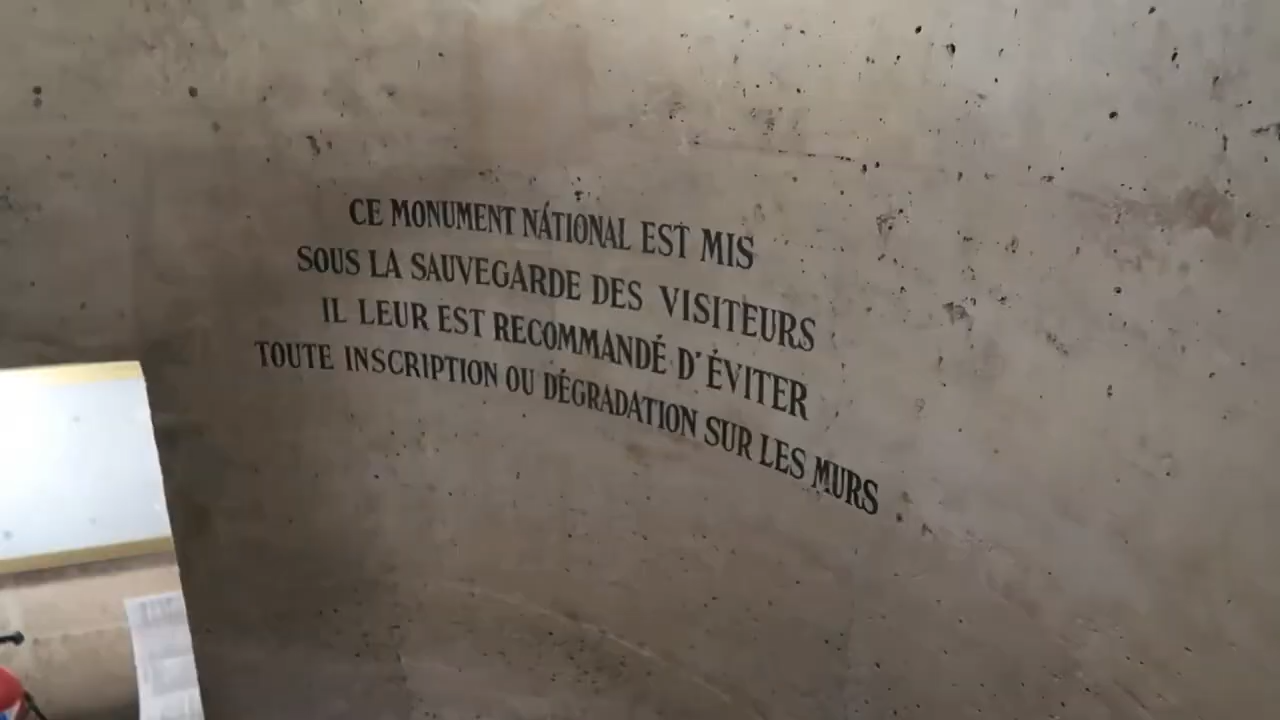 CE MONUMENT NATIONAL EST MIS
SOUS LA SAUVEGARDE DES VISITEURS
IL LEUR EST RECOMMANDÉ D'ÉVITER
TOUTE INSCRIPTION OU DÉGRADATION SUR LES MURS